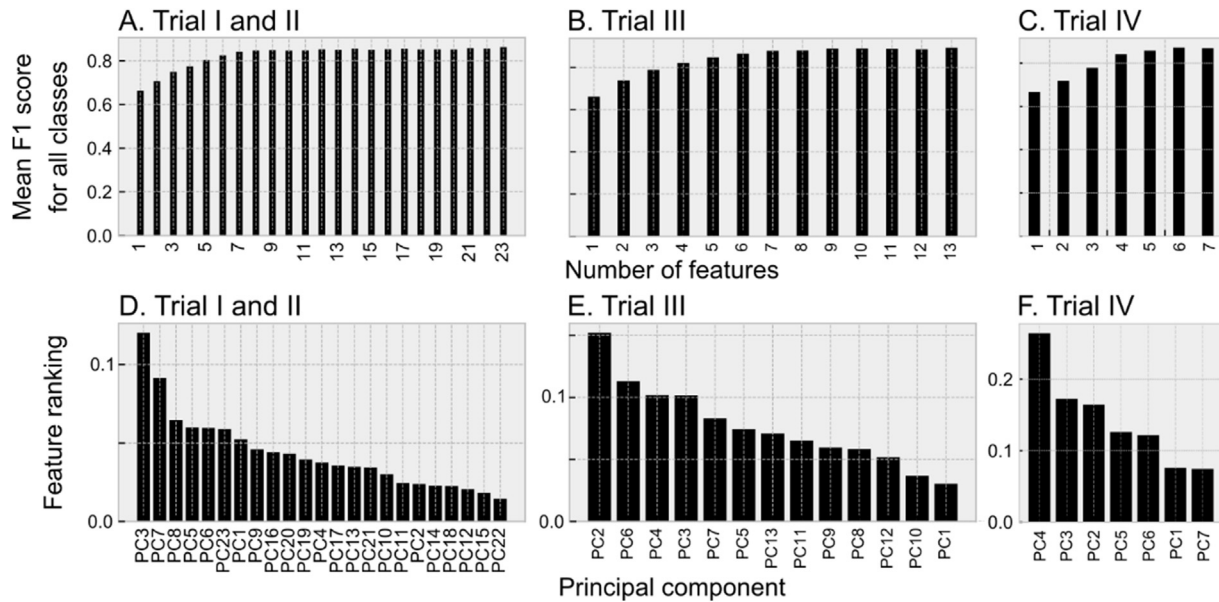 A. Trial I and II
B. Trial III
C. Trial IV
Mean F1 score
for all classes
0.8
0.6
0.4
0.2
0.0
1 3 5 7 9 11 13 15 17 19 21 23
1 2 3 4 5 6 7 8 9 10 11 12 13
1 2 3 4 5 6 7
Number of features
D. Trial I and II
E. Trial III
F. Trial IV
Feature ranking
0.1
0.0
0.1
0.0
0.2
0.1
0.0
PC3 PC7 PC8 PC5 PC6 PC23 PC1 PC9 PC16 PC20 PC19 PC4 PC17 PC13 PC21 PC10 PC11 PC2 PC14 PC18 PC12 PC15 PC22
PC2 PC6 PC4 PC3 PC7 PC5 PC13 PC11 PC9 PC8 PC12 PC10 PC1
PC4 PC3 PC2 PC5 PC6 PC1 PC7
Principal component